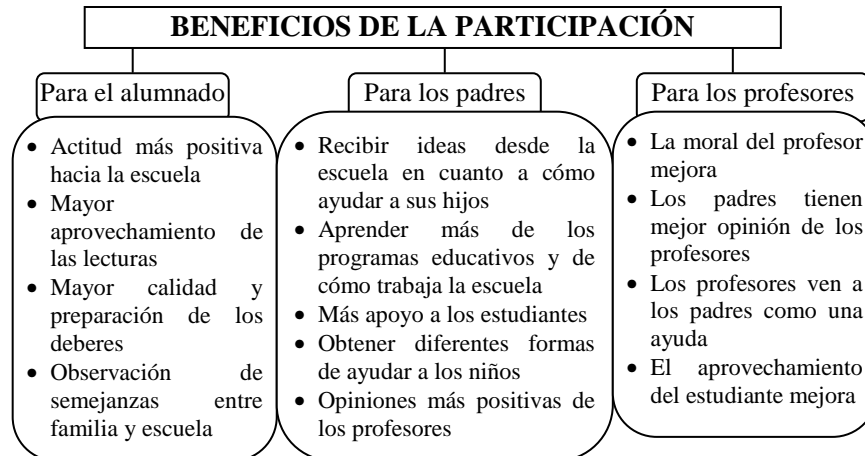 BENEFICIOS DE LA PARTICIPACIÓN
Para el alumnado
• Actitud más positiva
hacia la escuela
• Mayor
aprovechamiento de
las lecturas
• Mayor calidad y
preparación de los
deberes
• Observación de
semejanzas entre
familia y escuela
Para los padres
• Recibir ideas desde la
escuela en cuanto a cómo
ayudar a sus hijos
• Aprender más de los
programas educativos y de
cómo trabaja la escuela
• Más apoyo a los estudiantes
• Obtener diferentes formas
de ayudar a los niños
• Opiniones más positivas de
los profesores
Para los profesores
• La moral del profesor
mejora
• Los padres tienen
mejor opinión de los
profesores
• Los profesores ven a
los padres como una
ayuda
• El aprovechamiento
del estudiante mejora